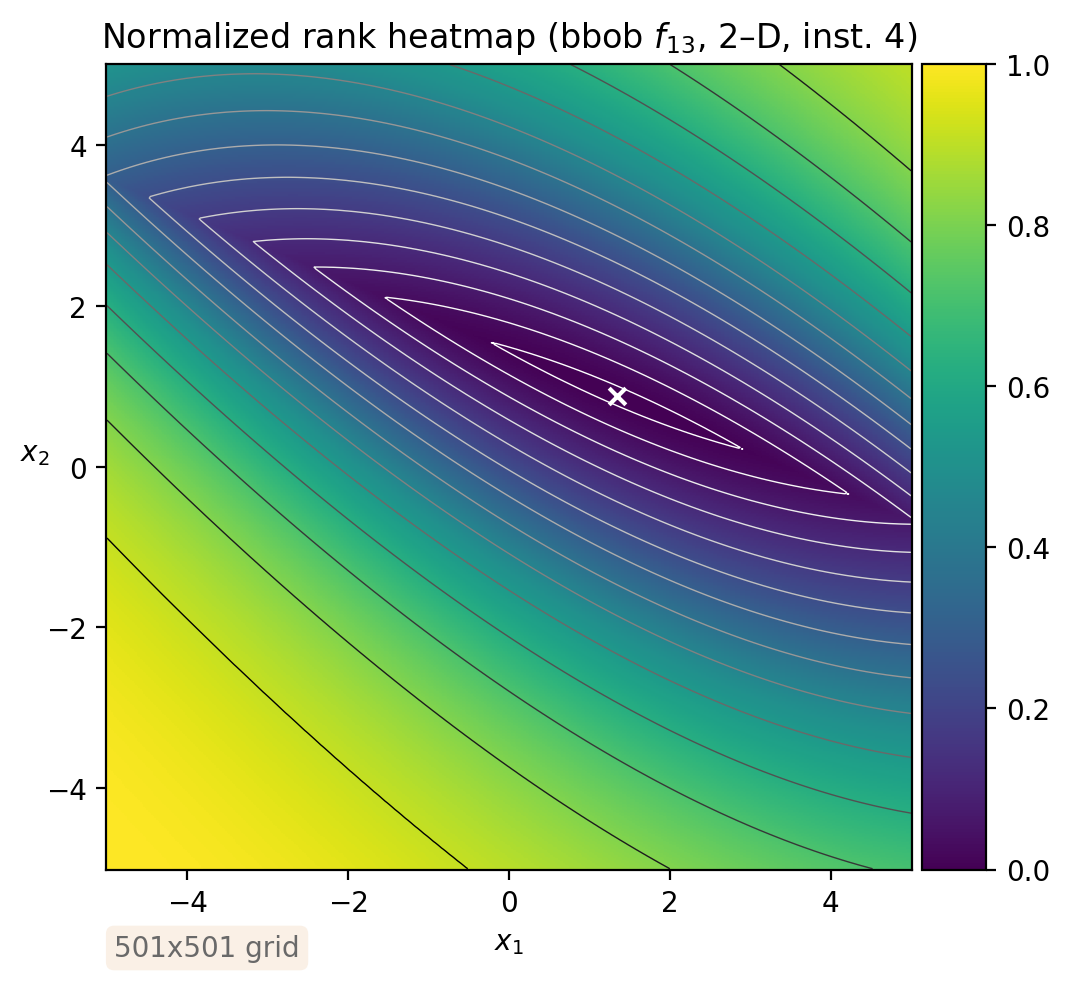 Normalized rank heatmap (bbob f₁₃, 2–D, inst. 4)
1.0
0.8
0.6
0.4
0.2
0.0
4
2
0
−2
−4
x₂
−4 −2 0 2 4
x₁
501x501 grid